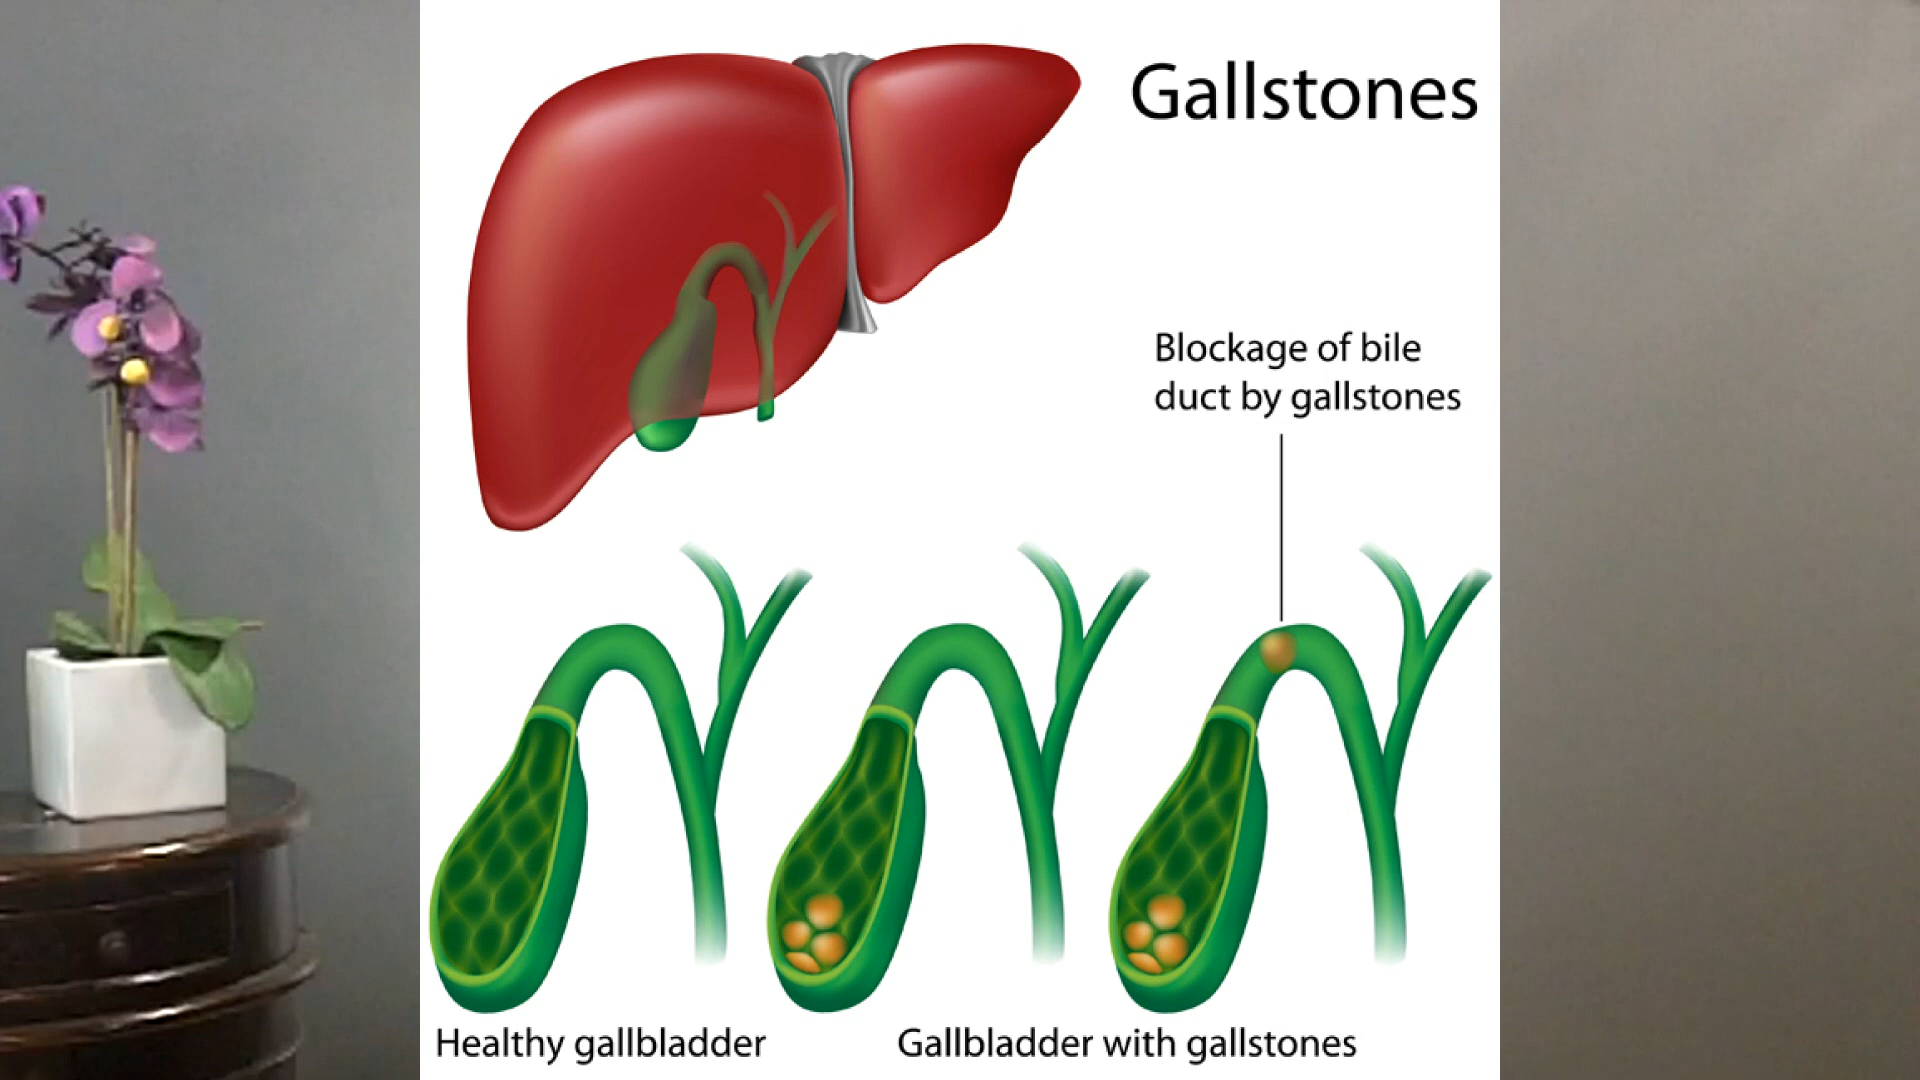 Gallstones
Blockage of bile
duct by gallstones
Healthy gallbladder
Gallbladder with gallstones